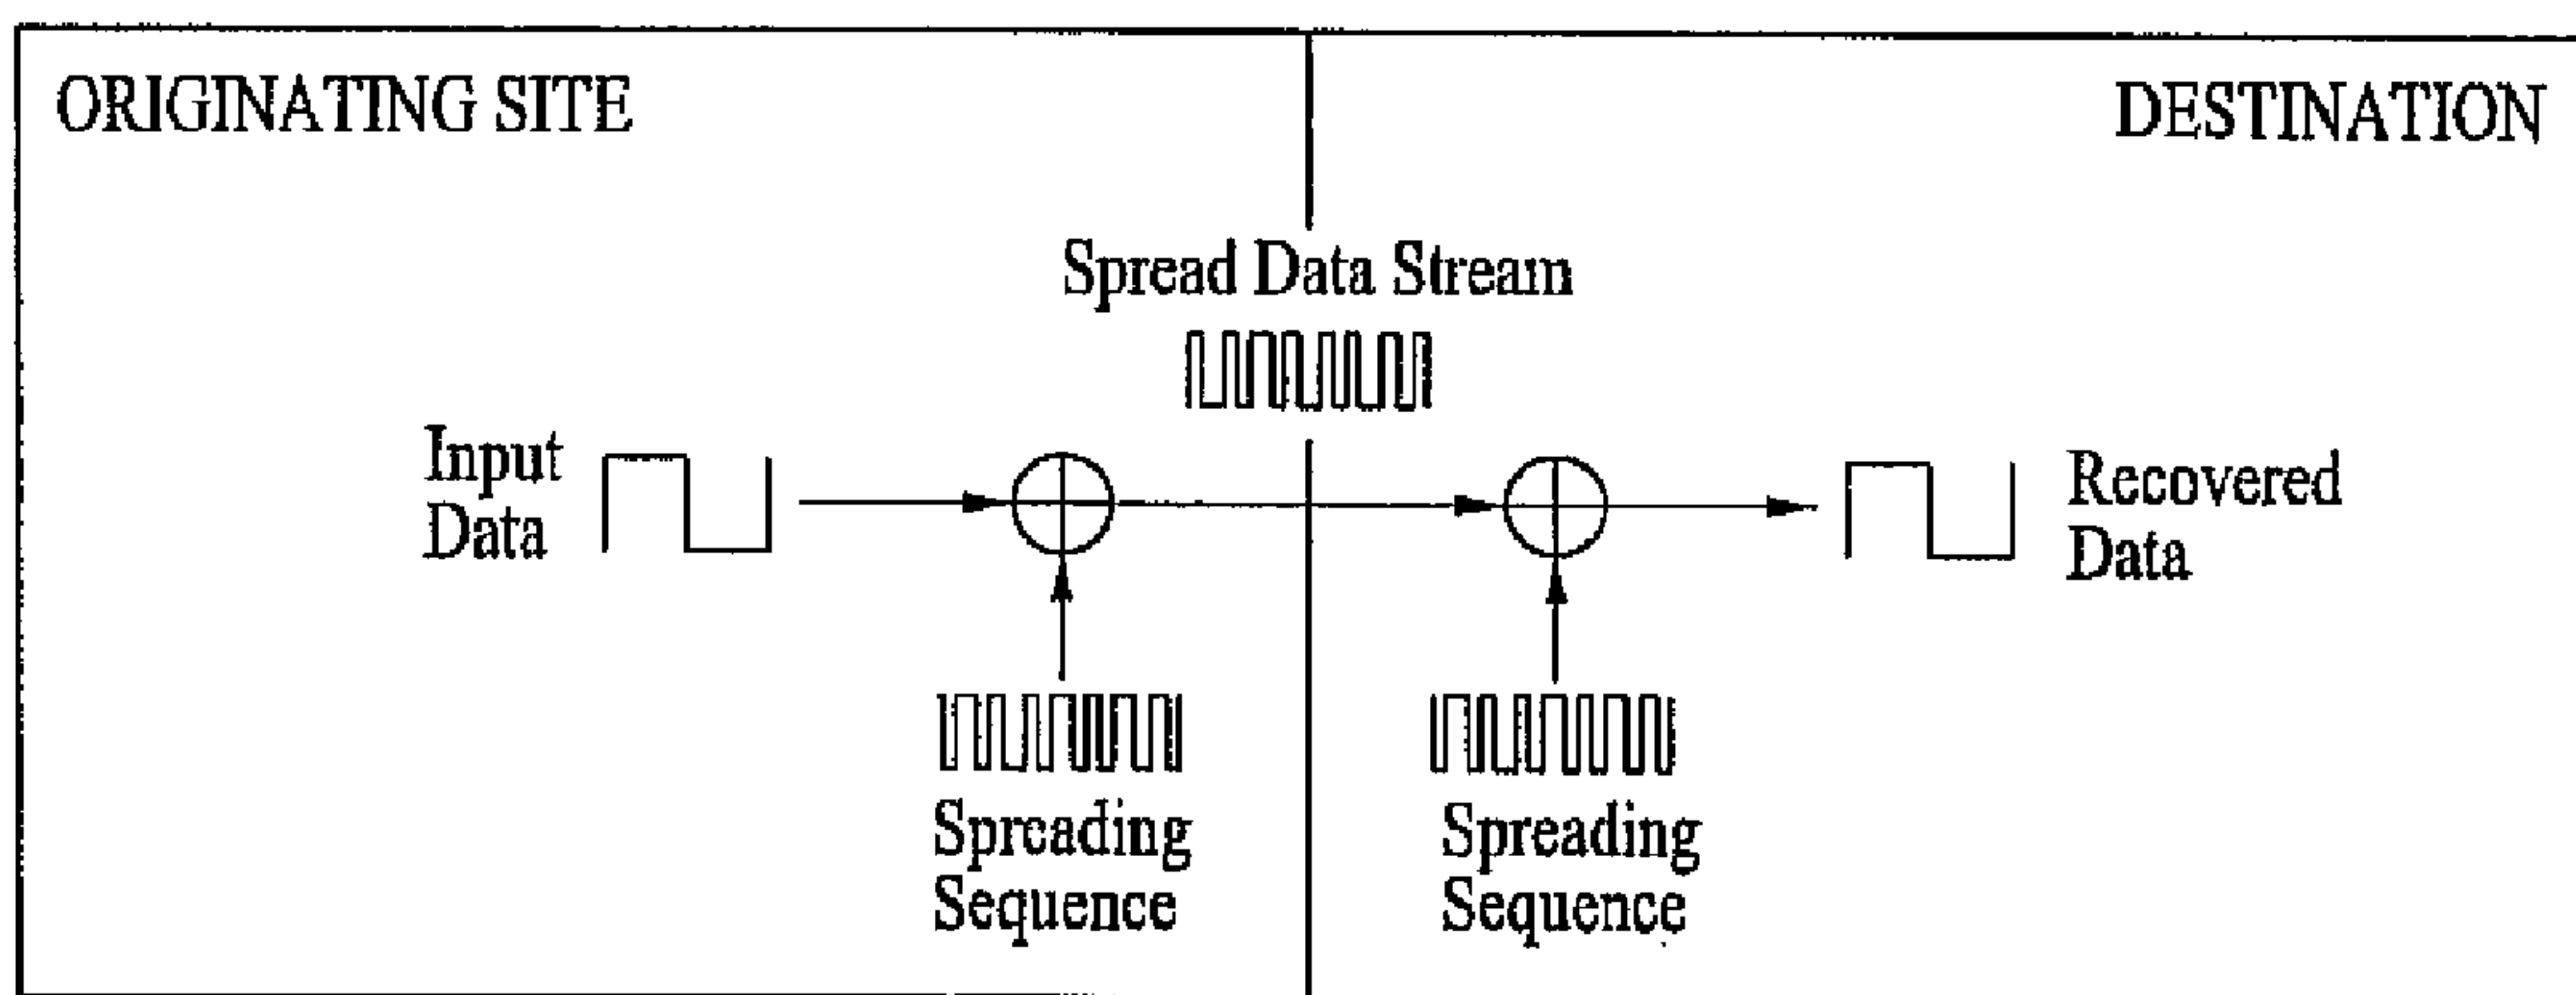 ORIGINATING SITE
DESTINATION
Spread Data Stream
Input
Data
Recovered
Data
Spreading
Sequence
Spreading
Sequence